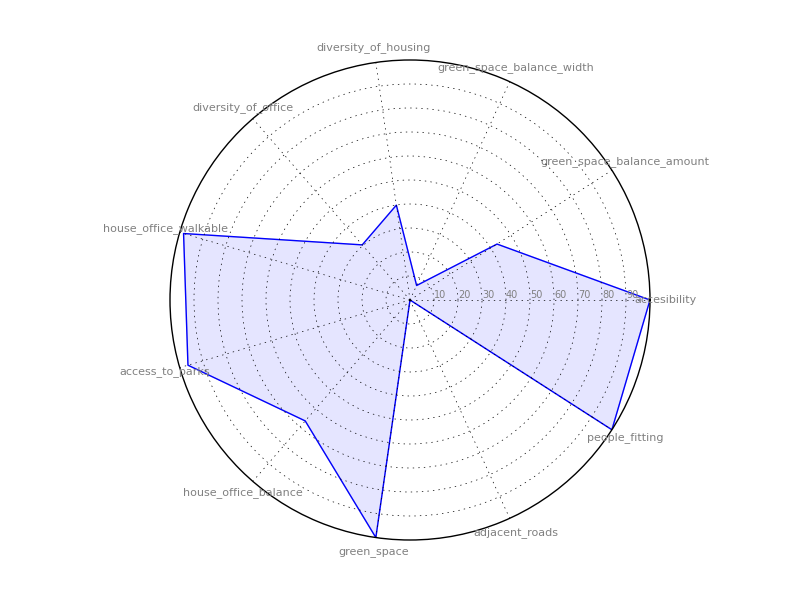 diversity_of_housing
green_space_balance_width
diversity_of_office
green_space_balance_amount
house_office_walkable
10 20 30 40 50 60 70 80 90
accesibility
access_to_parks
people_fitting
house_office_balance
adjacent_roads
green_space